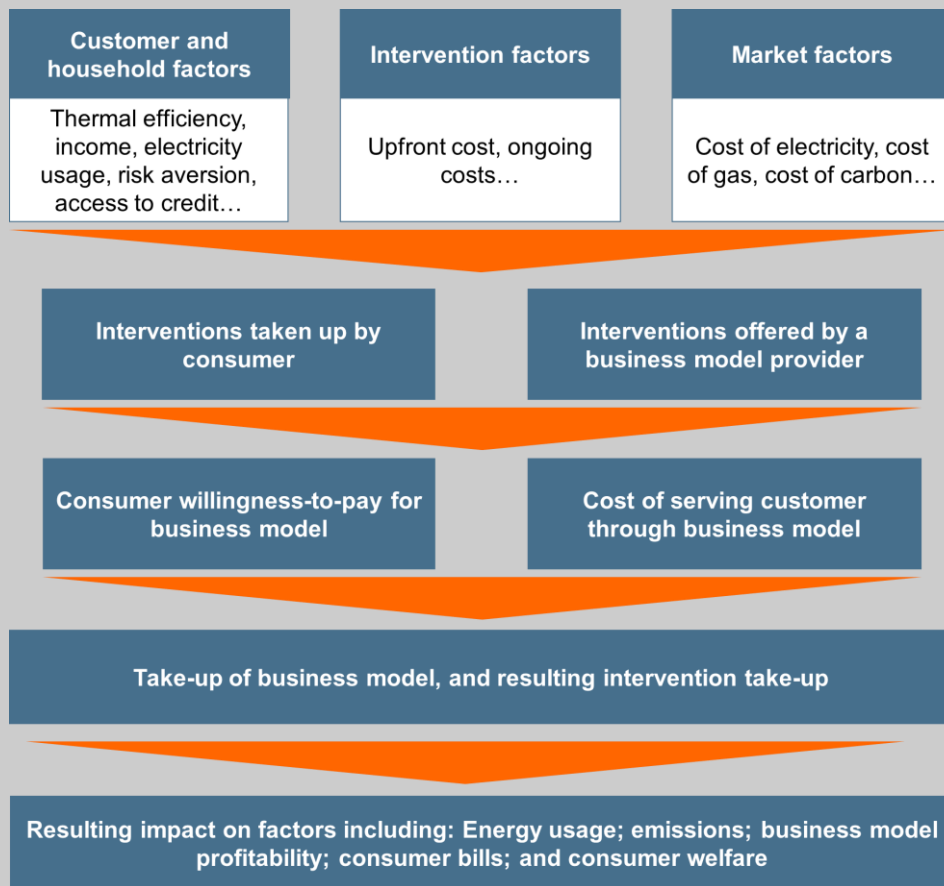 Customer and
household factors
Thermal efficiency,
income, electricity
usage, risk aversion,
access to credit…
Intervention factors
Upfront cost, ongoing
costs…
Market factors
Cost of electricity, cost
of gas, cost of carbon…
Interventions taken up by
consumer
Interventions offered by a
business model provider
Consumer willingness-to-pay for
business model
Cost of serving customer
through business model
Take-up of business model, and resulting intervention take-up
Resulting impact on factors including: Energy usage; emissions; business model
profitability; consumer bills; and consumer welfare